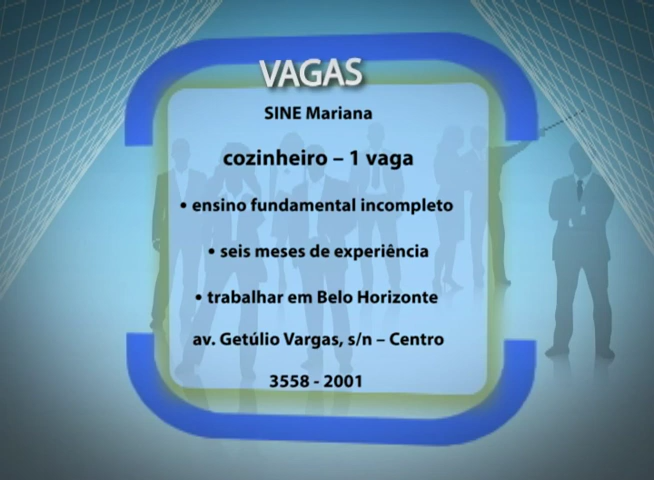 VAGAS
SINE Mariana
cozinheiro – 1 vaga
• ensino fundamental incompleto
• seis meses de experiência
• trabalhar em Belo Horizonte
av. Getúlio Vargas, s/n – Centro
3558 - 2001